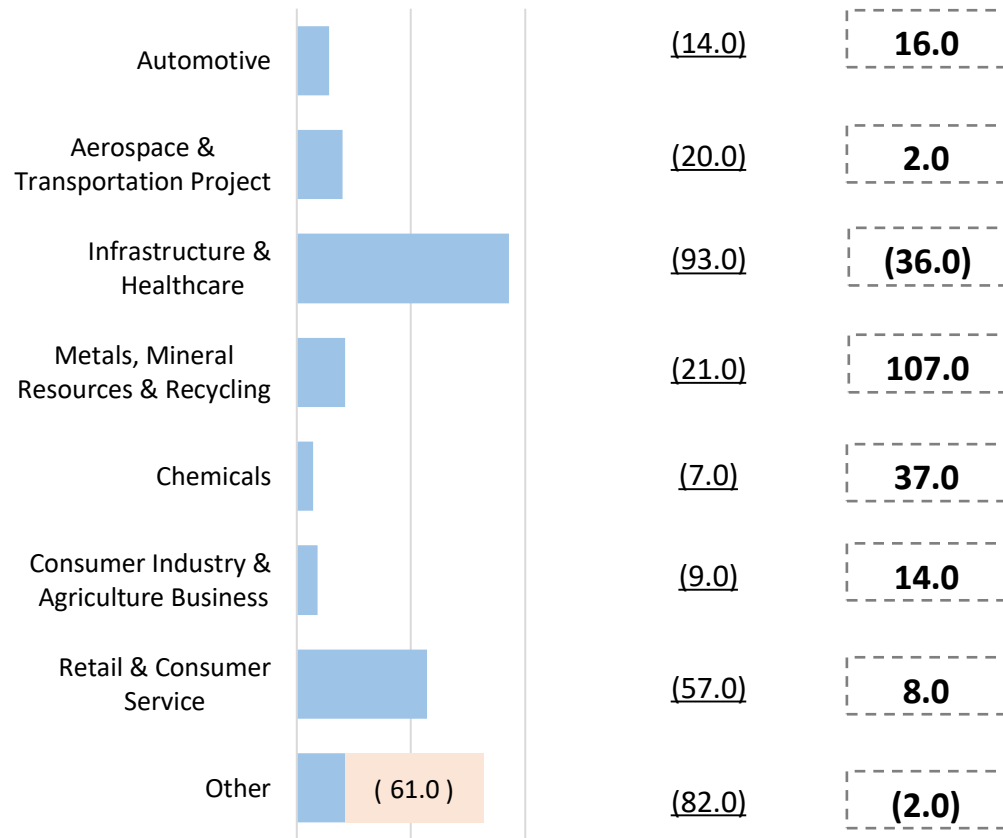 Automotive
(14.0)
16.0
Aerospace &
Transportation Project
(20.0)
2.0
Infrastructure &
Healthcare
(93.0)
(36.0)
Metals, Mineral
Resources & Recycling
(21.0)
107.0
Chemicals
(7.0)
37.0
Consumer Industry &
Agriculture Business
(9.0)
14.0
Retail & Consumer
Service
(57.0)
8.0
Other
( 61.0 )
(82.0)
(2.0)